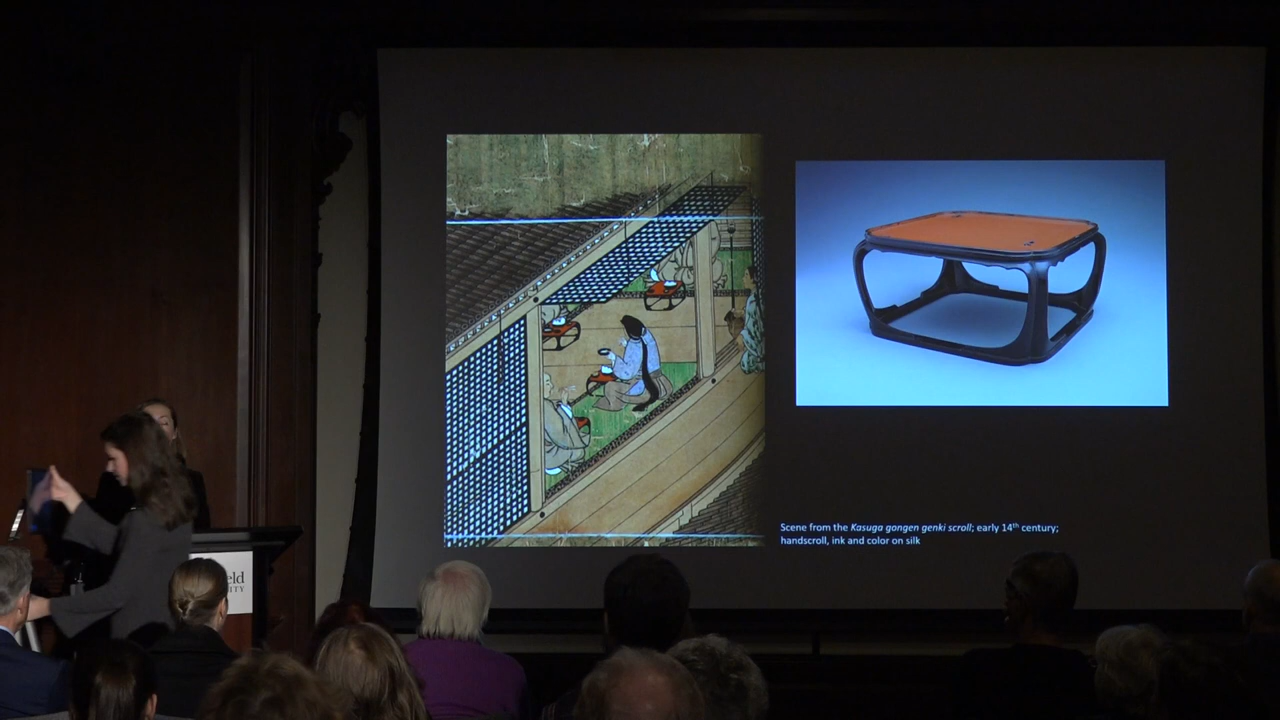 Scene from the Kasuga gongen genki scroll; early 14th century;
handscroll, ink and color on silk